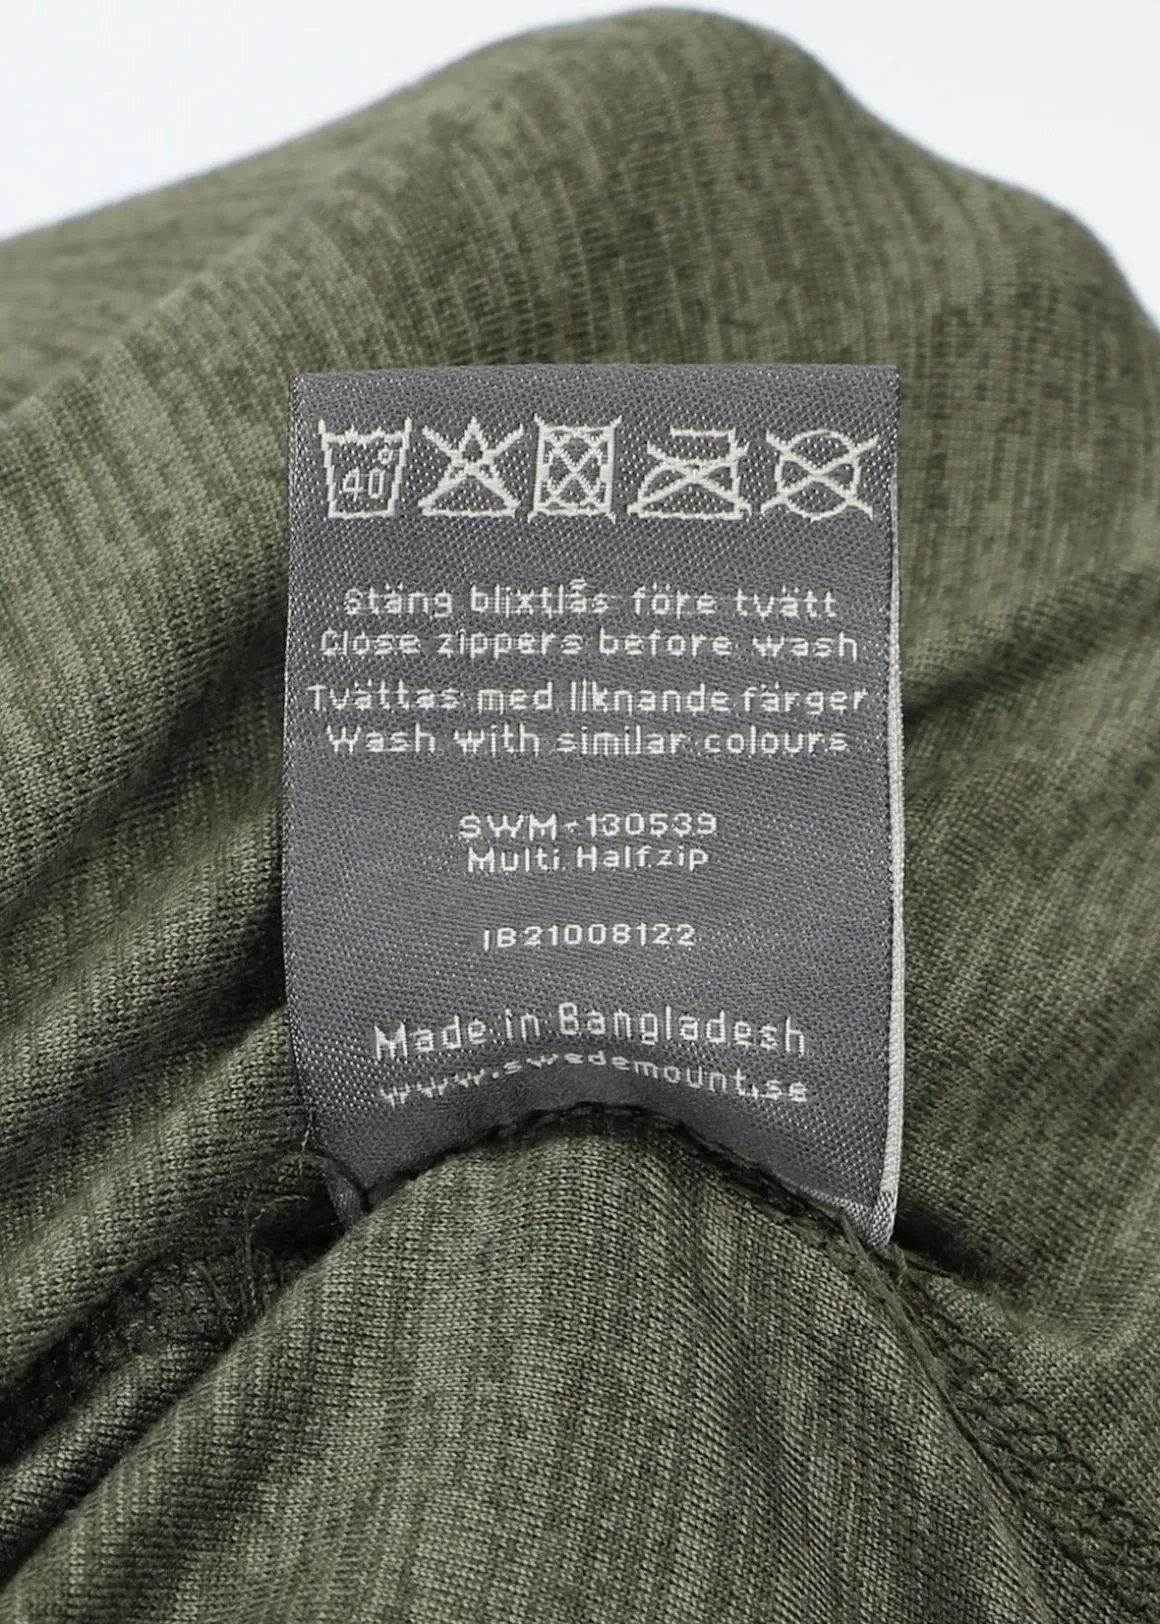 40°
Stäng blixtlås före tvätt
Close zippers before wash
Tvättas med liknande färger
Wash with similar colours
SWM-130539
Multi Halfzip
IB21008122
Made in Bangladesh
www.swedemount.se